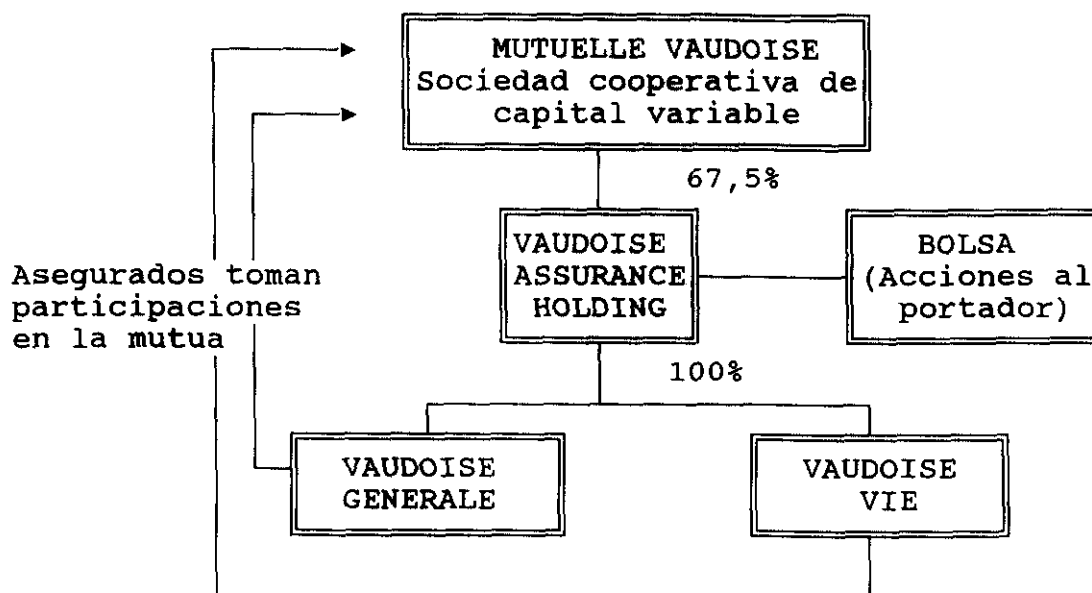 MUTUELLE VAUDOISE
Sociedad cooperativa de
capital variable
67,5%
VAUDOISE
ASSURANCE
HOLDING
BOLSA
(Acciones al
portador)
Asegurados toman
participaciones
en la mutua
100%
VAUDOISE
GENERALE
VAUDOISE
VIE